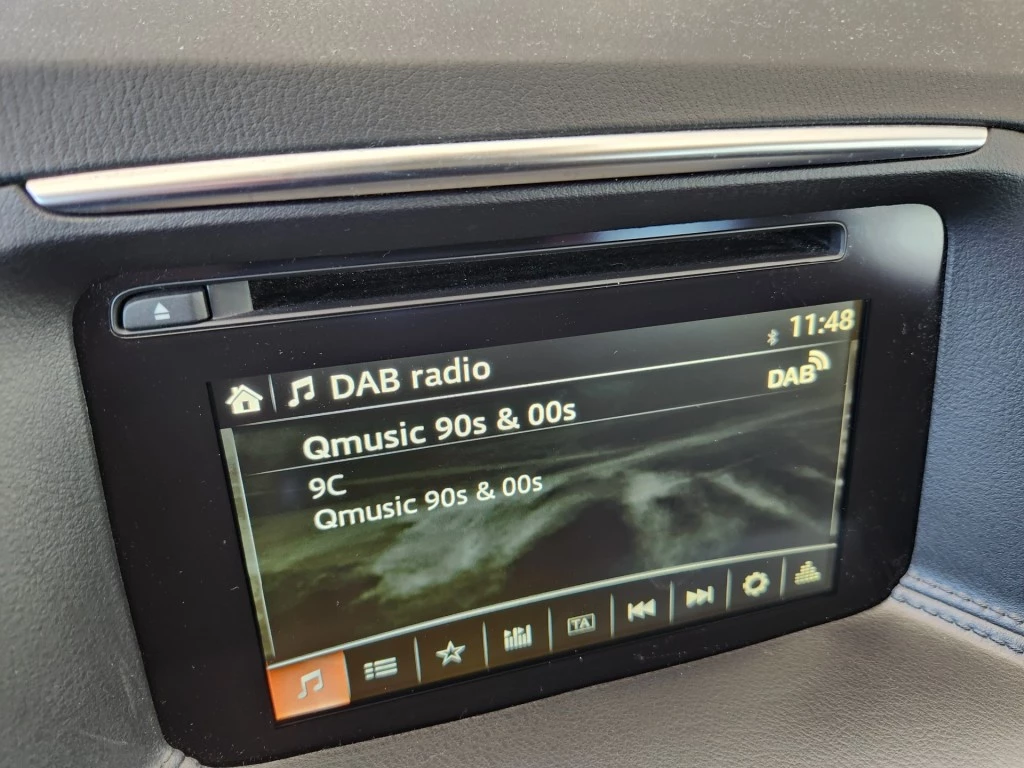 11:48
DAB radio
DAB
Qmusic 90s & 00s
9C
Qmusic 90s & 00s
TA